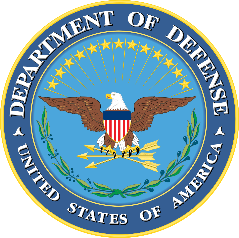 DEPARTMENT OF DEFENSE
UNITED STATES OF AMERICA